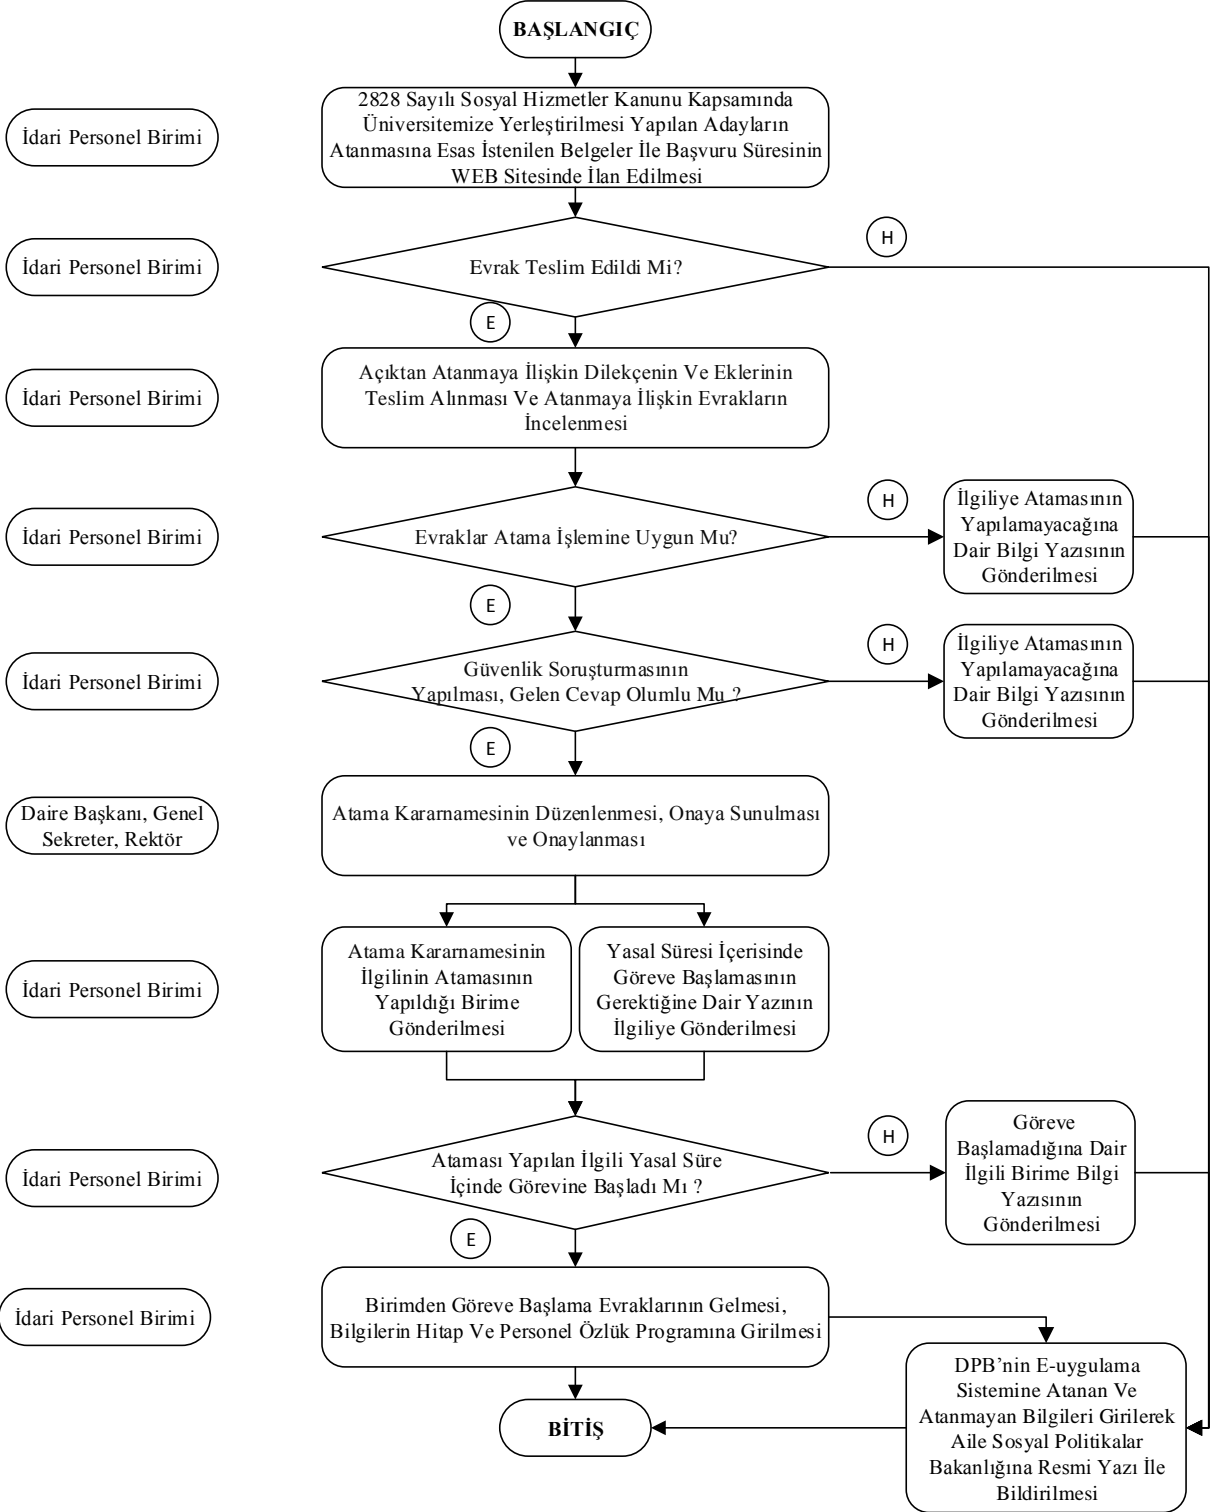 BAŞLANGIÇ
İdari Personel Birimi
2828 Sayılı Sosyal Hizmetler Kanunu Kapsamında
Üniversitemize Yerleştirilmesi Yapılan Adayların
Atanmasına Esas İstenilen Belgeler İle Başvuru Süresinin
WEB Sitesinde İlan Edilmesi
İdari Personel Birimi
Evrak Teslim Edildi Mi?
H
E
İdari Personel Birimi
Açıktan Atanmaya İlişkin Dilekçenin Ve Eklerinin
Teslim Alınması Ve Atanmaya İlişkin Evrakların
İncelenmesi
İdari Personel Birimi
Evraklar Atama İşlemine Uygun Mu?
H
İlgiliye Atamasının
Yapılamayacağına
Dair Bilgi Yazısının
Gönderilmesi
E
İdari Personel Birimi
Güvenlik Soruşturmasının
Yapılması, Gelen Cevap Olumlu Mu ?
H
İlgiliye Atamasının
Yapılamayacağına
Dair Bilgi Yazısının
Gönderilmesi
E
Daire Başkanı, Genel
Sekreter, Rektör
Atama Kararnamesinin Düzenlenmesi, Onaya Sunulması
ve Onaylanması
İdari Personel Birimi
Atama Kararnamesinin
İlgilinin Atamasının
Yapıldığı Birime
Gönderilmesi
Yasal Süresi İçerisinde
Göreve Başlamasının
Gerektiğine Dair Yazının
İlgiliye Gönderilmesi
İdari Personel Birimi
Ataması Yapılan İlgili Yasal Süre
İçinde Görevine Başladı Mı ?
H
Göreve
Başlamadığına Dair
İlgili Birime Bilgi
Yazısının
Gönderilmesi
E
İdari Personel Birimi
Birimden Göreve Başlama Evraklarının Gelmesi,
Bilgilerin Hitap Ve Personel Özlük Programına Girilmesi
DPB’nin E-uygulama
Sistemine Atanan Ve
Atanmayan Bilgileri Girilerek
Aile Sosyal Politikalar
Bakanlığına Resmi Yazı İle
Bildirilmesi
BİTİŞ